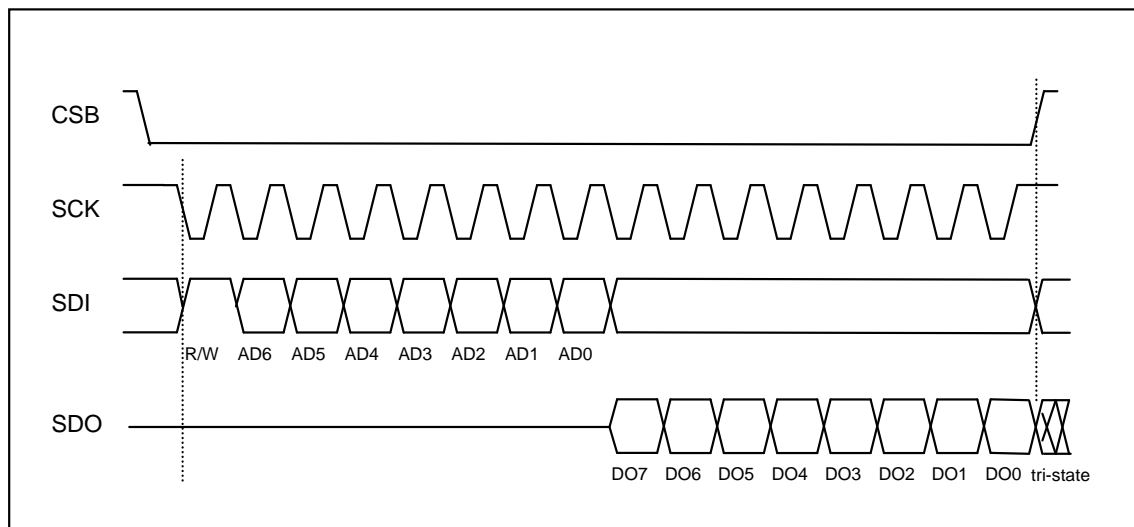 CSB
SCK
SDI
R/W AD6 AD5 AD4 AD3 AD2 AD1 AD0
SDO
DO7 DO6 DO5 DO4 DO3 DO2 DO1 DO0 tri-state